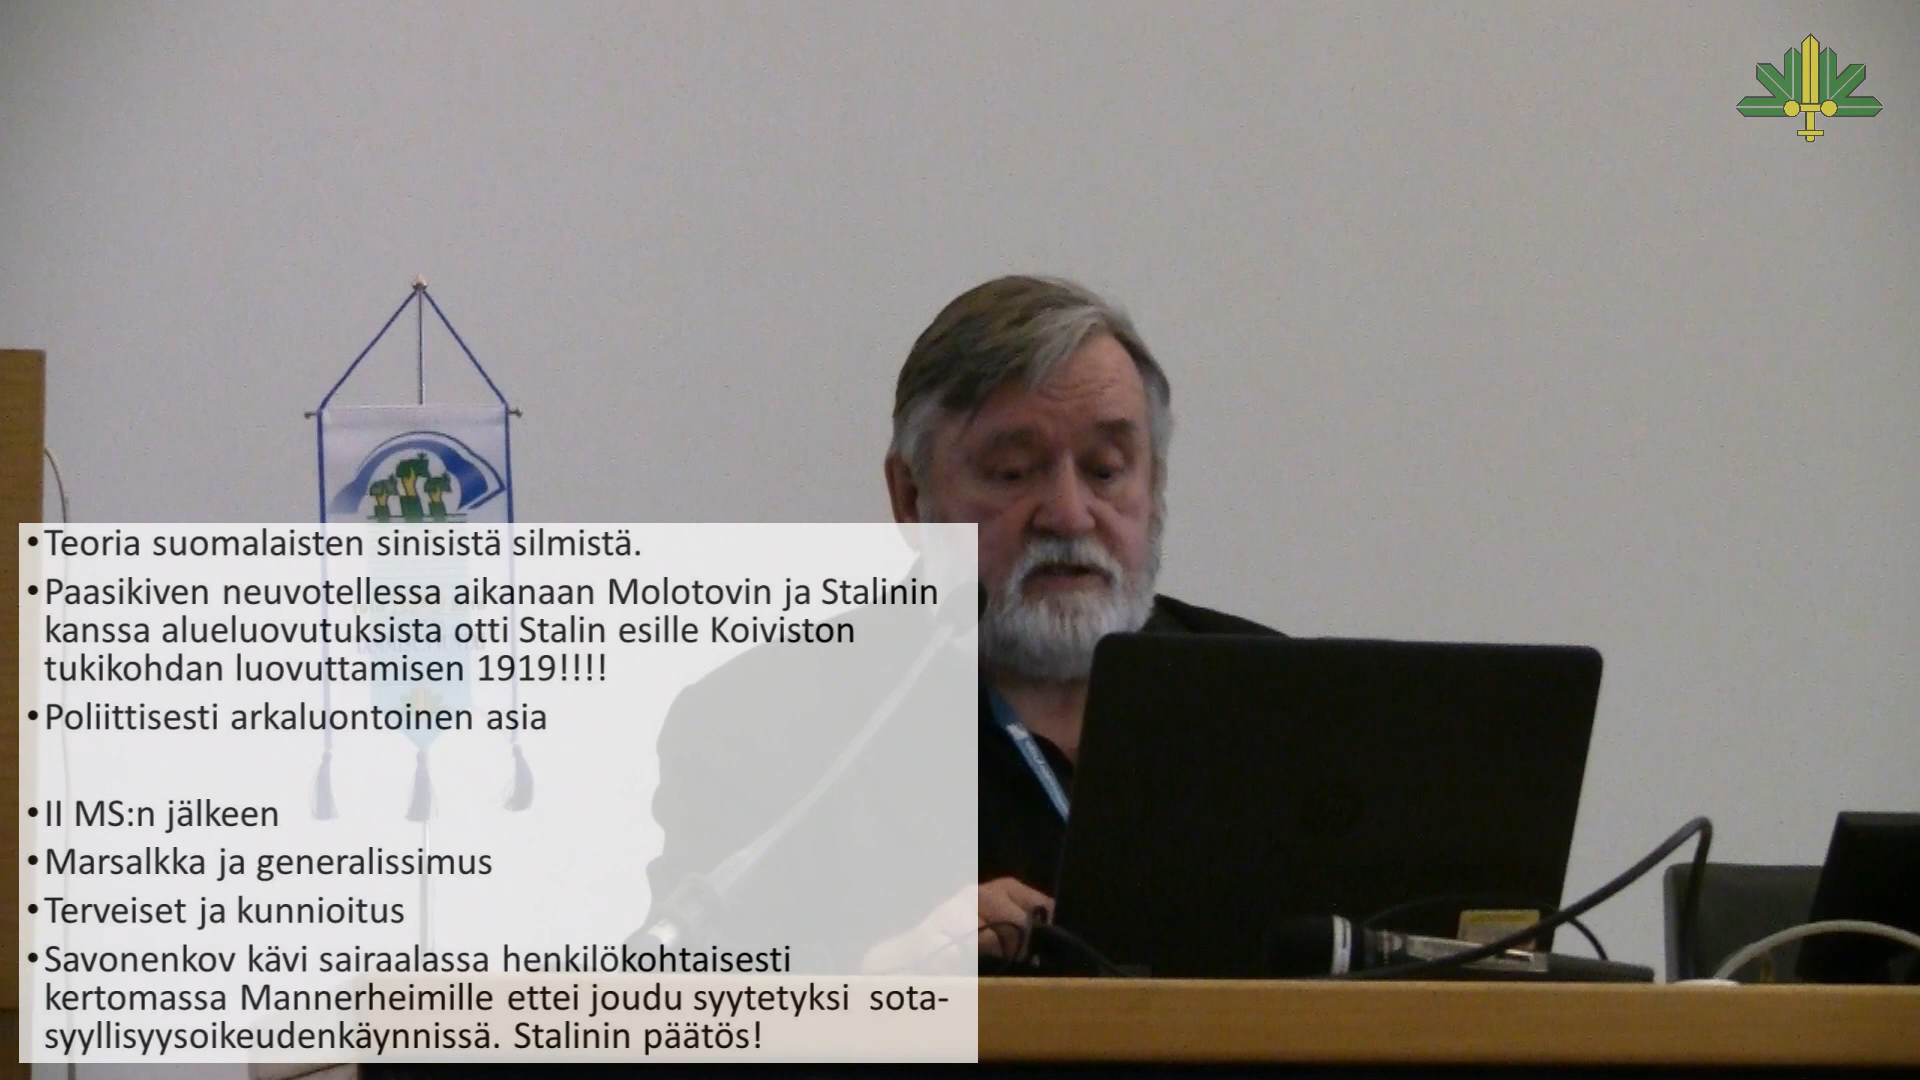 •Teoria suomalaisten sinisistä silmistä.
•Paasikiven neuvotellessa aikanaan Molotovin ja Stalinin
kanssa alueluovutuksista otti Stalin esille Koiviston
tukikohdan luovuttamisen 1919!!!!
•Poliittisesti arkaluontoinen asia
•II MS:n jälkeen
•Marsalkka ja generalissimus
•Terveiset ja kunnioitus
•Savonenkov kävi sairaalassa henkilökohtaisesti
kertomassa Mannerheimille ettei joudu syytetyksi  sota-
syyllisyysoikeudenkäynnissä. Stalinin päätös!